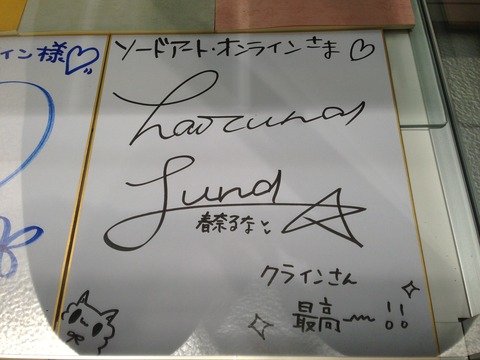 イン様♡
ソードアート・オンラインさま♡
Haruna
Luna
春奈るな
クラインさん
最高〜!!